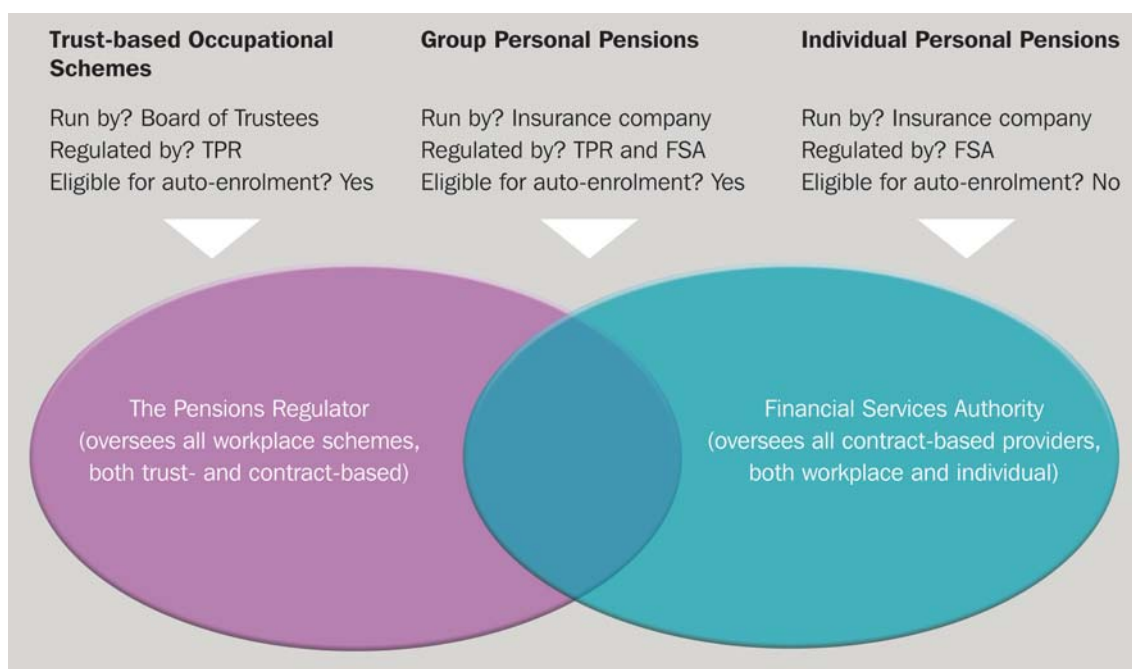 Trust-based Occupational
Schemes
Run by? Board of Trustees
Regulated by? TPR
Eligible for auto-enrolment? Yes
Group Personal Pensions
Run by? Insurance company
Regulated by? TPR and FSA
Eligible for auto-enrolment? Yes
Individual Personal Pensions
Run by? Insurance company
Regulated by? FSA
Eligible for auto-enrolment? No
The Pensions Regulator
(oversees all workplace schemes,
both trust- and contract-based)
Financial Services Authority
(oversees all contract-based providers,
both workplace and individual)